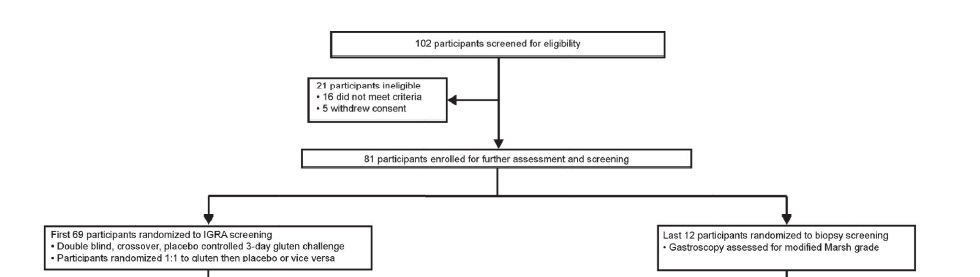 102 participants screened for eligibility
21 participants ineligible
• 16 did not meet criteria
• 5 withdrew consent
81 participants enrolled for further assessment and screening
First 69 participants randomized to IGRA screening
• Double blind, crossover, placebo controlled 3-day gluten challenge
• Participants randomized 1:1 to gluten then placebo or vice versa
Last 12 participants randomized to biopsy screening
• Gastroscopy assessed for modified Marsh grade